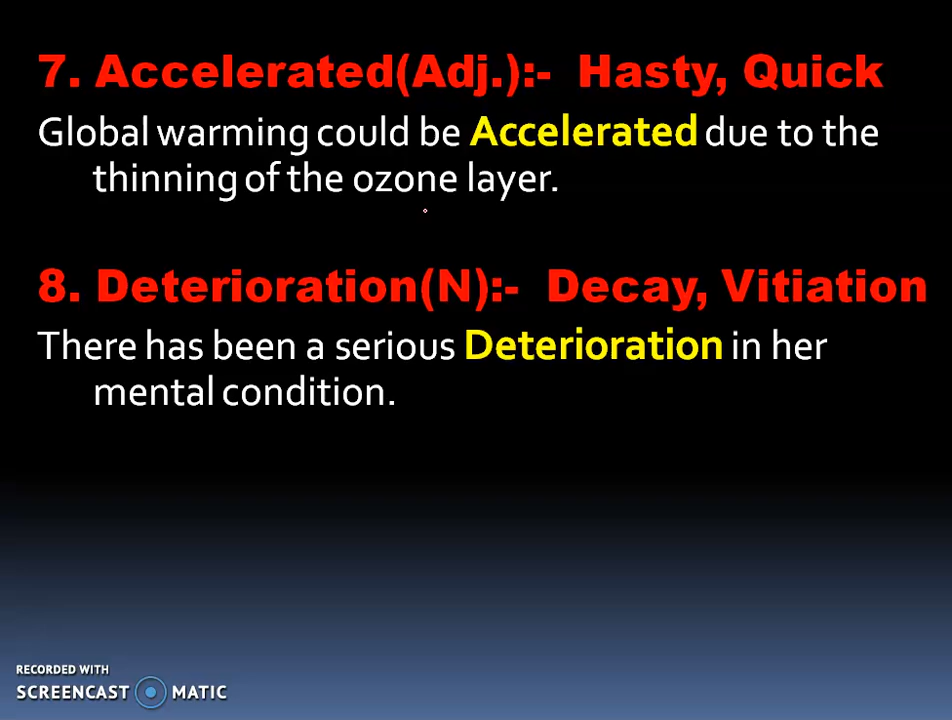 7. Accelerated(Adj.):- Hasty, Quick
Global warming could be Accelerated due to the
thinning of the ozone layer.
8. Deterioration(N):- Decay, Vitiation
There has been a serious Deterioration in her
mental condition.
RECORDED WITH
SCREENCAST MATIC